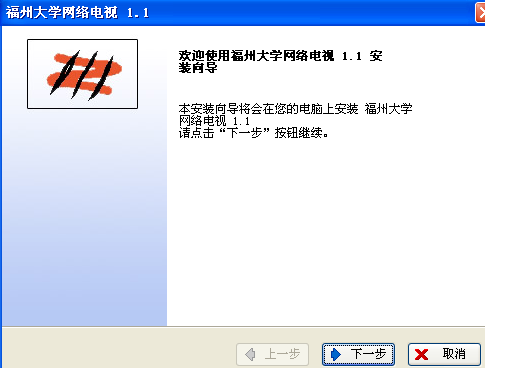 福州大学网络电视 1.1
欢迎使用福州大学网络电视 1.1 安
装向导
本安装向导将会在您的电脑上安装 福州大学
网络电视 1.1
请点击“下一步”按钮继续。
上一步
下一步
取消